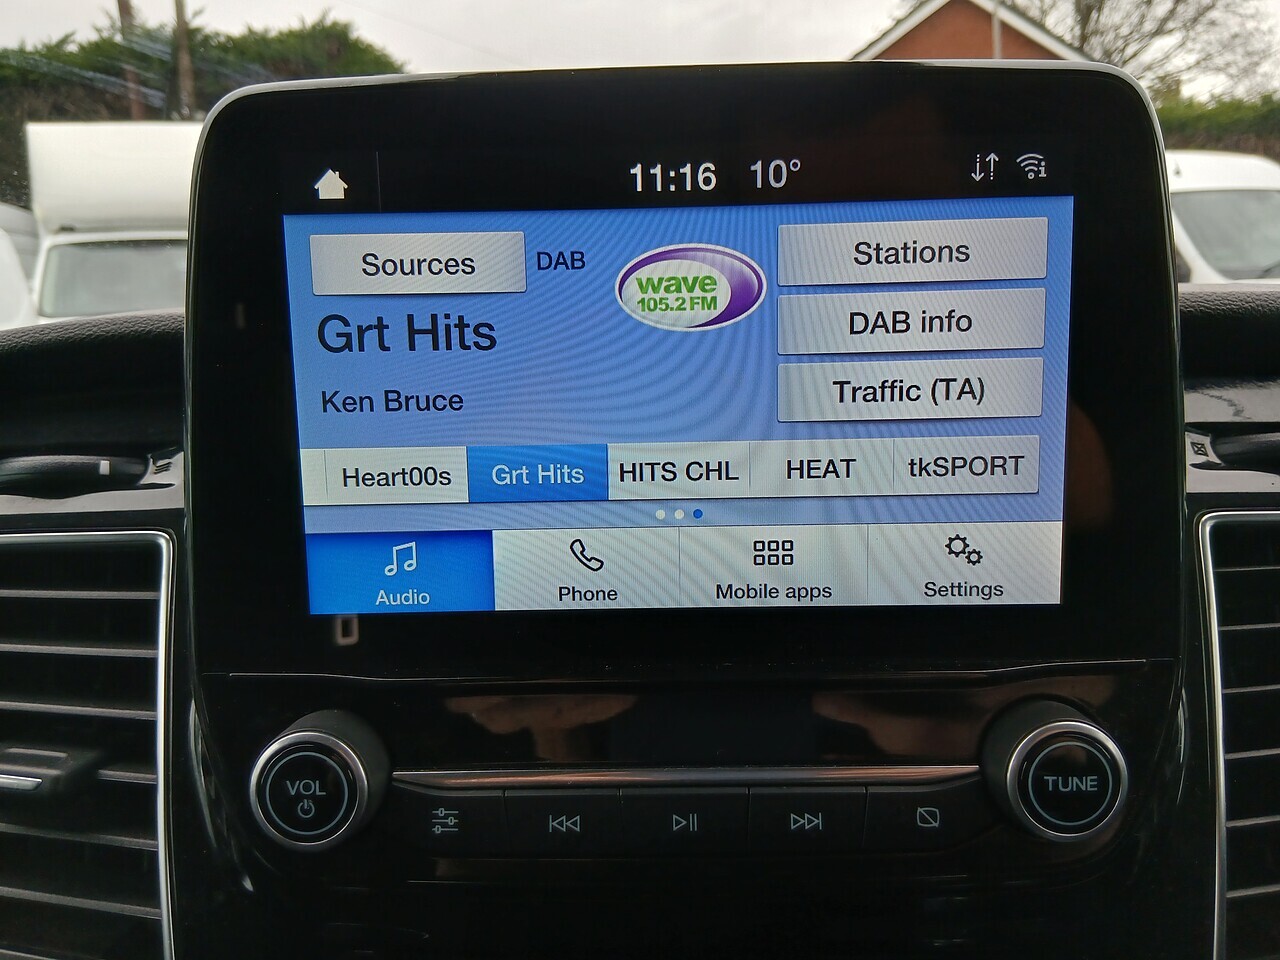 11:16 10°
Sources DAB
wave
105.2 FM
Stations
DAB info
Traffic (TA)
Grt Hits
Ken Bruce
Heart00s Grt Hits HITS CHL HEAT tkSPORT
Audio Phone Mobile apps Settings
VOL
TUNE